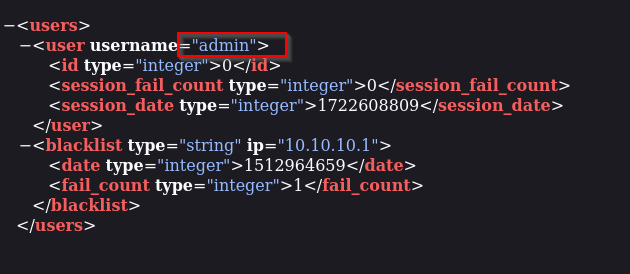 −<users>
−<user username="admin">
<id type="integer">0</id>
<session_fail_count type="integer">0</session_fail_count>
<session_date type="integer">1722608809</session_date>
</user>
−<blacklist type="string" ip="10.10.10.1">
<date type="integer">1512964659</date>
<fail_count type="integer">1</fail_count>
</blacklist>
</users>